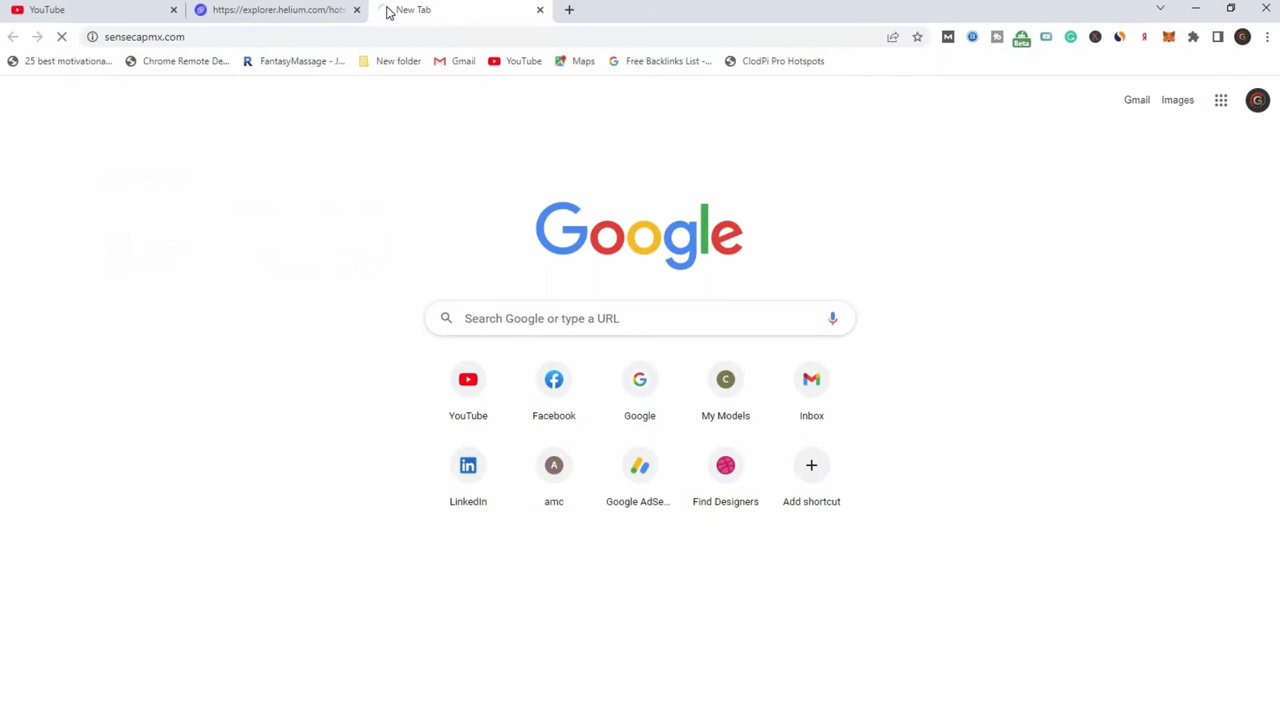 YouTube
https://explorer.helium.com/hots
New Tab
sensecapmx.com
25 best motivationa...
Chrome Remote De...
FantasyMassage - J...
New folder
Gmail
YouTube
Maps
Free Backlinks List -...
ClodPi Pro Hotspots
Beta
Gmail
Images
Google
Search Google or type a URL
YouTube
Facebook
Google
My Models
Inbox
LinkedIn
amc
Google AdSe...
Find Designers
Add shortcut